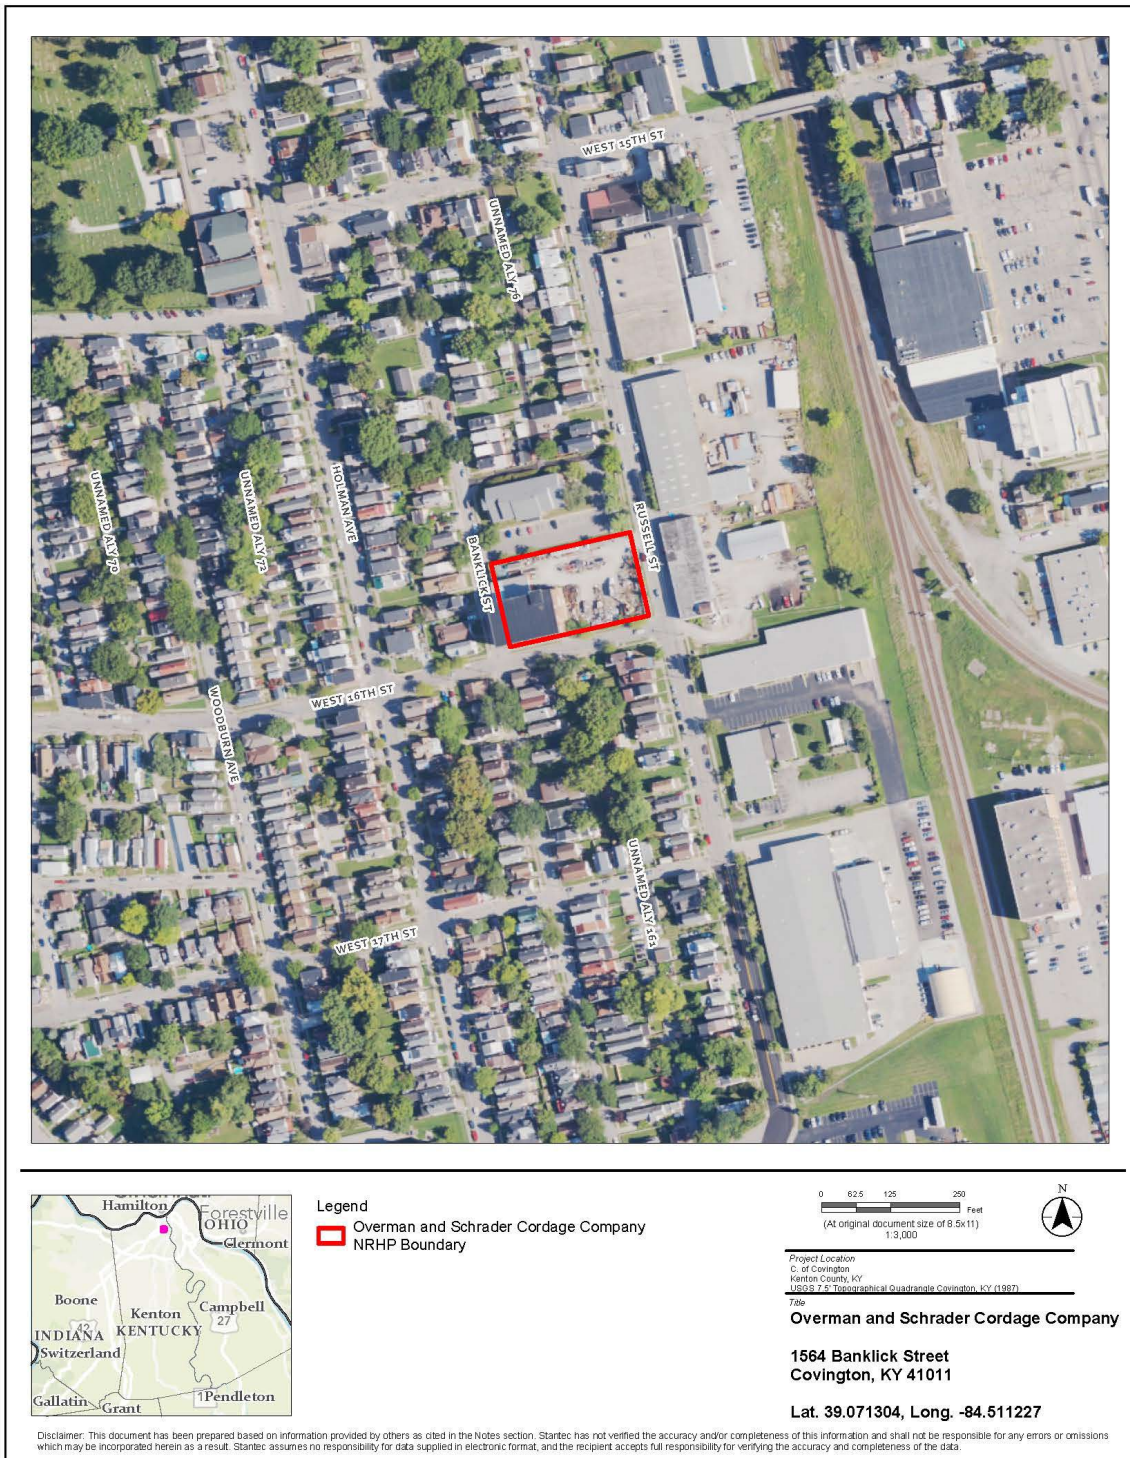 WEST 15TH ST
UNNAMED ALY 76
UNNAMED ALY 70
UNNAMED ALY 72
HOLMAN AVE
BANKLICK ST
RUSSELL ST
WEST 16TH ST
WOODBURN AVE
UNNAMED ALY 161
WEST 17TH ST
Hamilton
Forestville
OHIO
Clermont
Boone
Kenton
Campbell
42
KENTUCKY
27
INDIANA
Switzerland
Gallatin
Grant
Pendleton
Legend
Overman and Schrader Cordage Company
NRHP Boundary
0 62.5 125 250
Feet
(At original document size of 8.5x11)
1:3,000
N
Project Location
C. of Covington
Kenton County, KY
USGS 7.5' Topographical Quadrangle Covington, KY (1987)
Title
Overman and Schrader Cordage Company
1564 Banklick Street
Covington, KY 41011
Lat. 39.071304, Long. -84.511227
Disclaimer: This document has been prepared based on information provided by others as cited in the Notes section. Stantec has not verified the accuracy and/or completeness of this information and shall not be responsible for any errors or omissions
which may be incorporated herein as a result. Stantec assumes no responsibility for data supplied in electronic format, and the recipient accepts full responsibility for verifying the accuracy and completeness of the data.